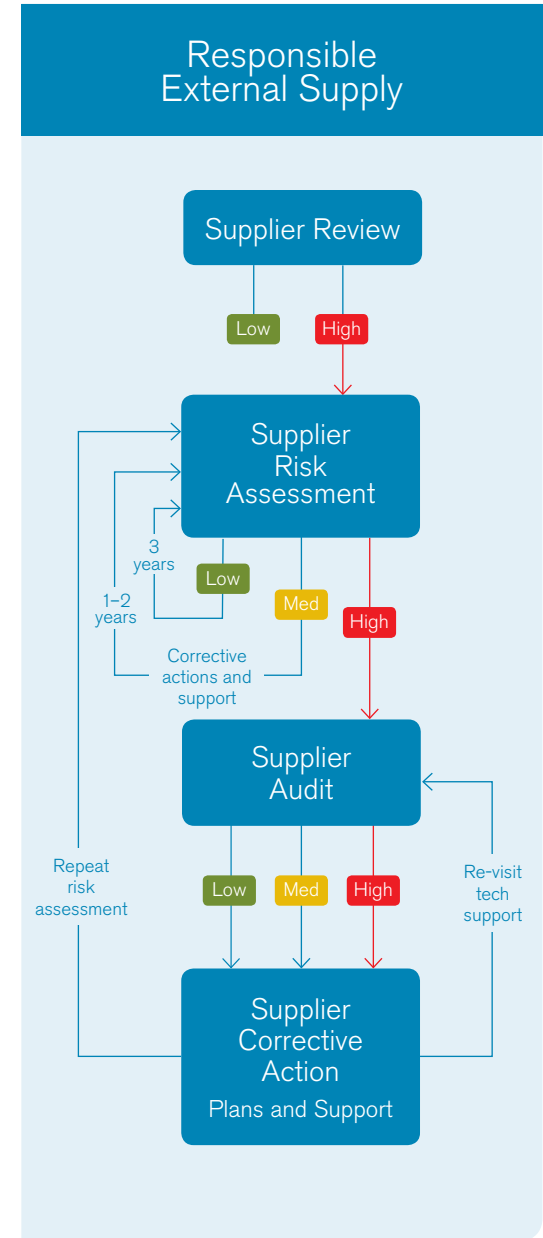 Responsible
External Supply
Supplier Review
Low
High
Supplier
Risk
Assessment
3
years
Low
1–2
years
Med
High
Corrective
actions and
support
Supplier
Audit
Repeat
risk
assessment
Low
Med
High
Re-visit
tech
support
Supplier
Corrective
Action
Plans and Support